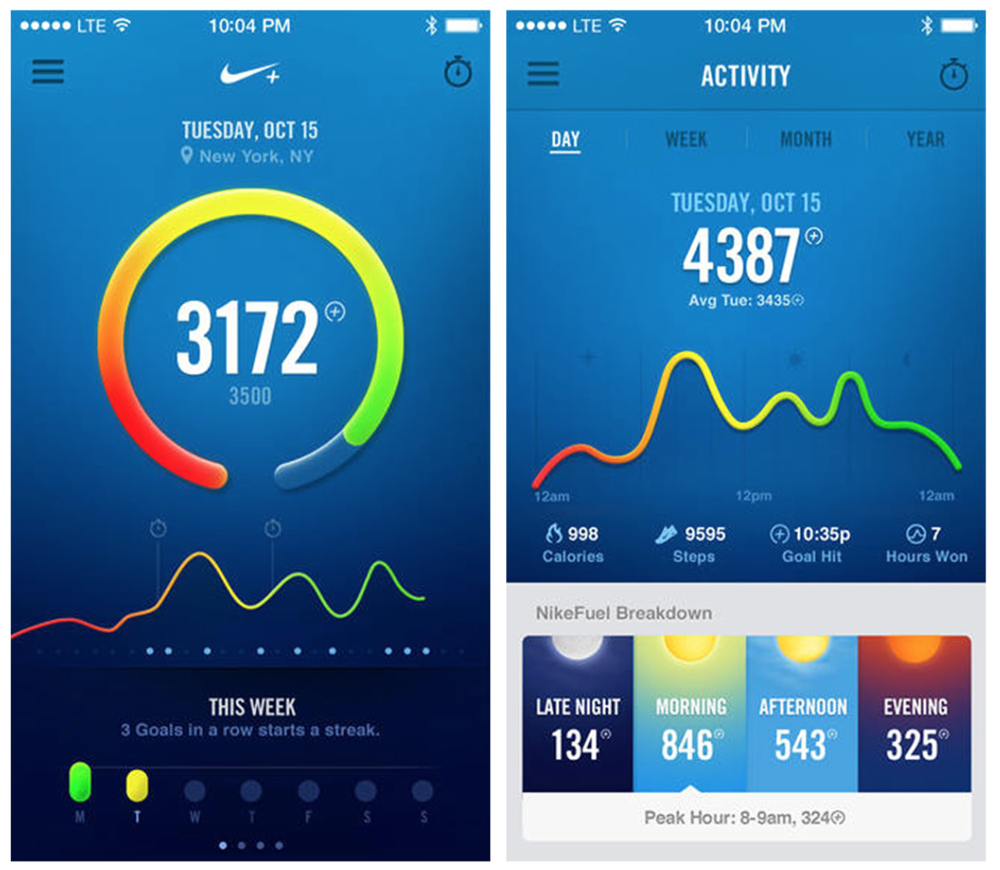 LTE 10:04 PM
TUESDAY, OCT 15
New York, NY
3172
3500
THIS WEEK
3 Goals in a row starts a streak.
M T W T F S S
LTE 10:04 PM
ACTIVITY
DAY WEEK MONTH YEAR
TUESDAY, OCT 15
4387
Avg Tue: 3435
12am 12pm 12am
998 9595 10:35p 7
Calories Steps Goal Hit Hours Won
NikeFuel Breakdown
LATE NIGHT MORNING AFTERNOON EVENING
134 846 543 325
Peak Hour: 8-9am, 324